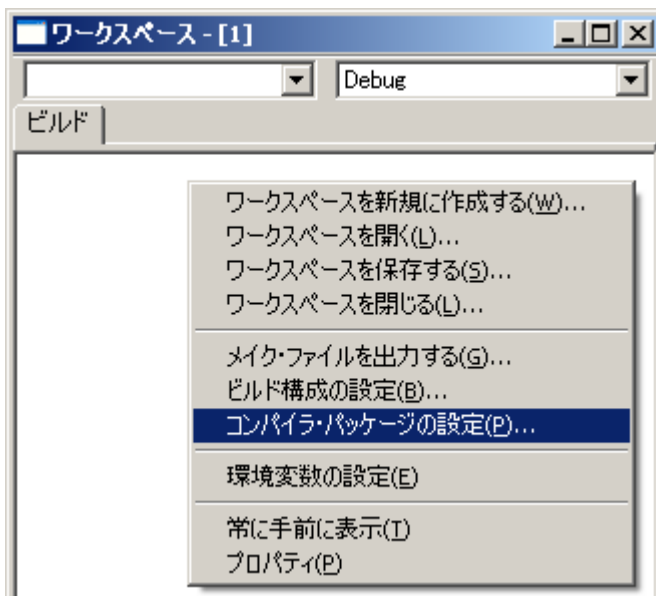 ワークスペース - [1]
Debug
ビルド
ワークスペースを新規に作成する(W)...
ワークスペースを開く(L)...
ワークスペースを保存する(S)...
ワークスペースを閉じる(L)...
メイク・ファイルを出力する(G)...
ビルド構成の設定(B)...
コンパイラ・パッケージの設定(P)...
環境変数の設定(E)
常に手前に表示(T)
プロパティ(P)